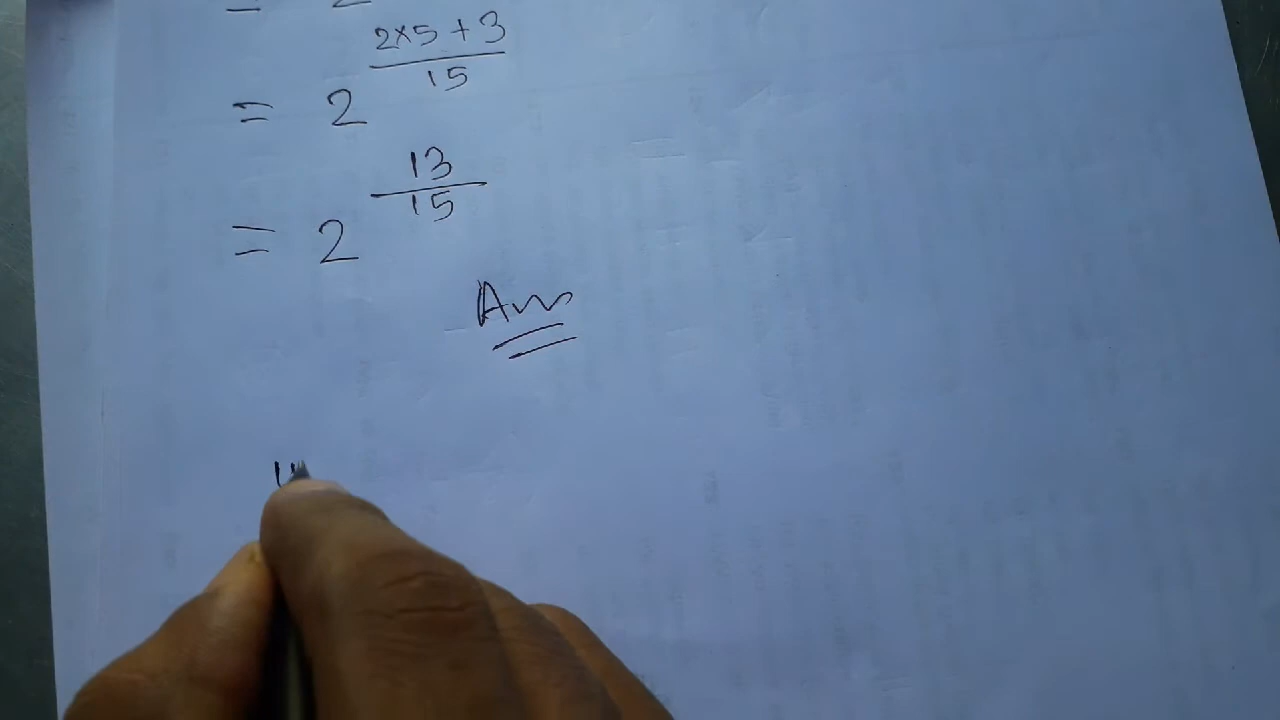 = 2^((2×5+3)/15)
= 2^(13/15)
Ans